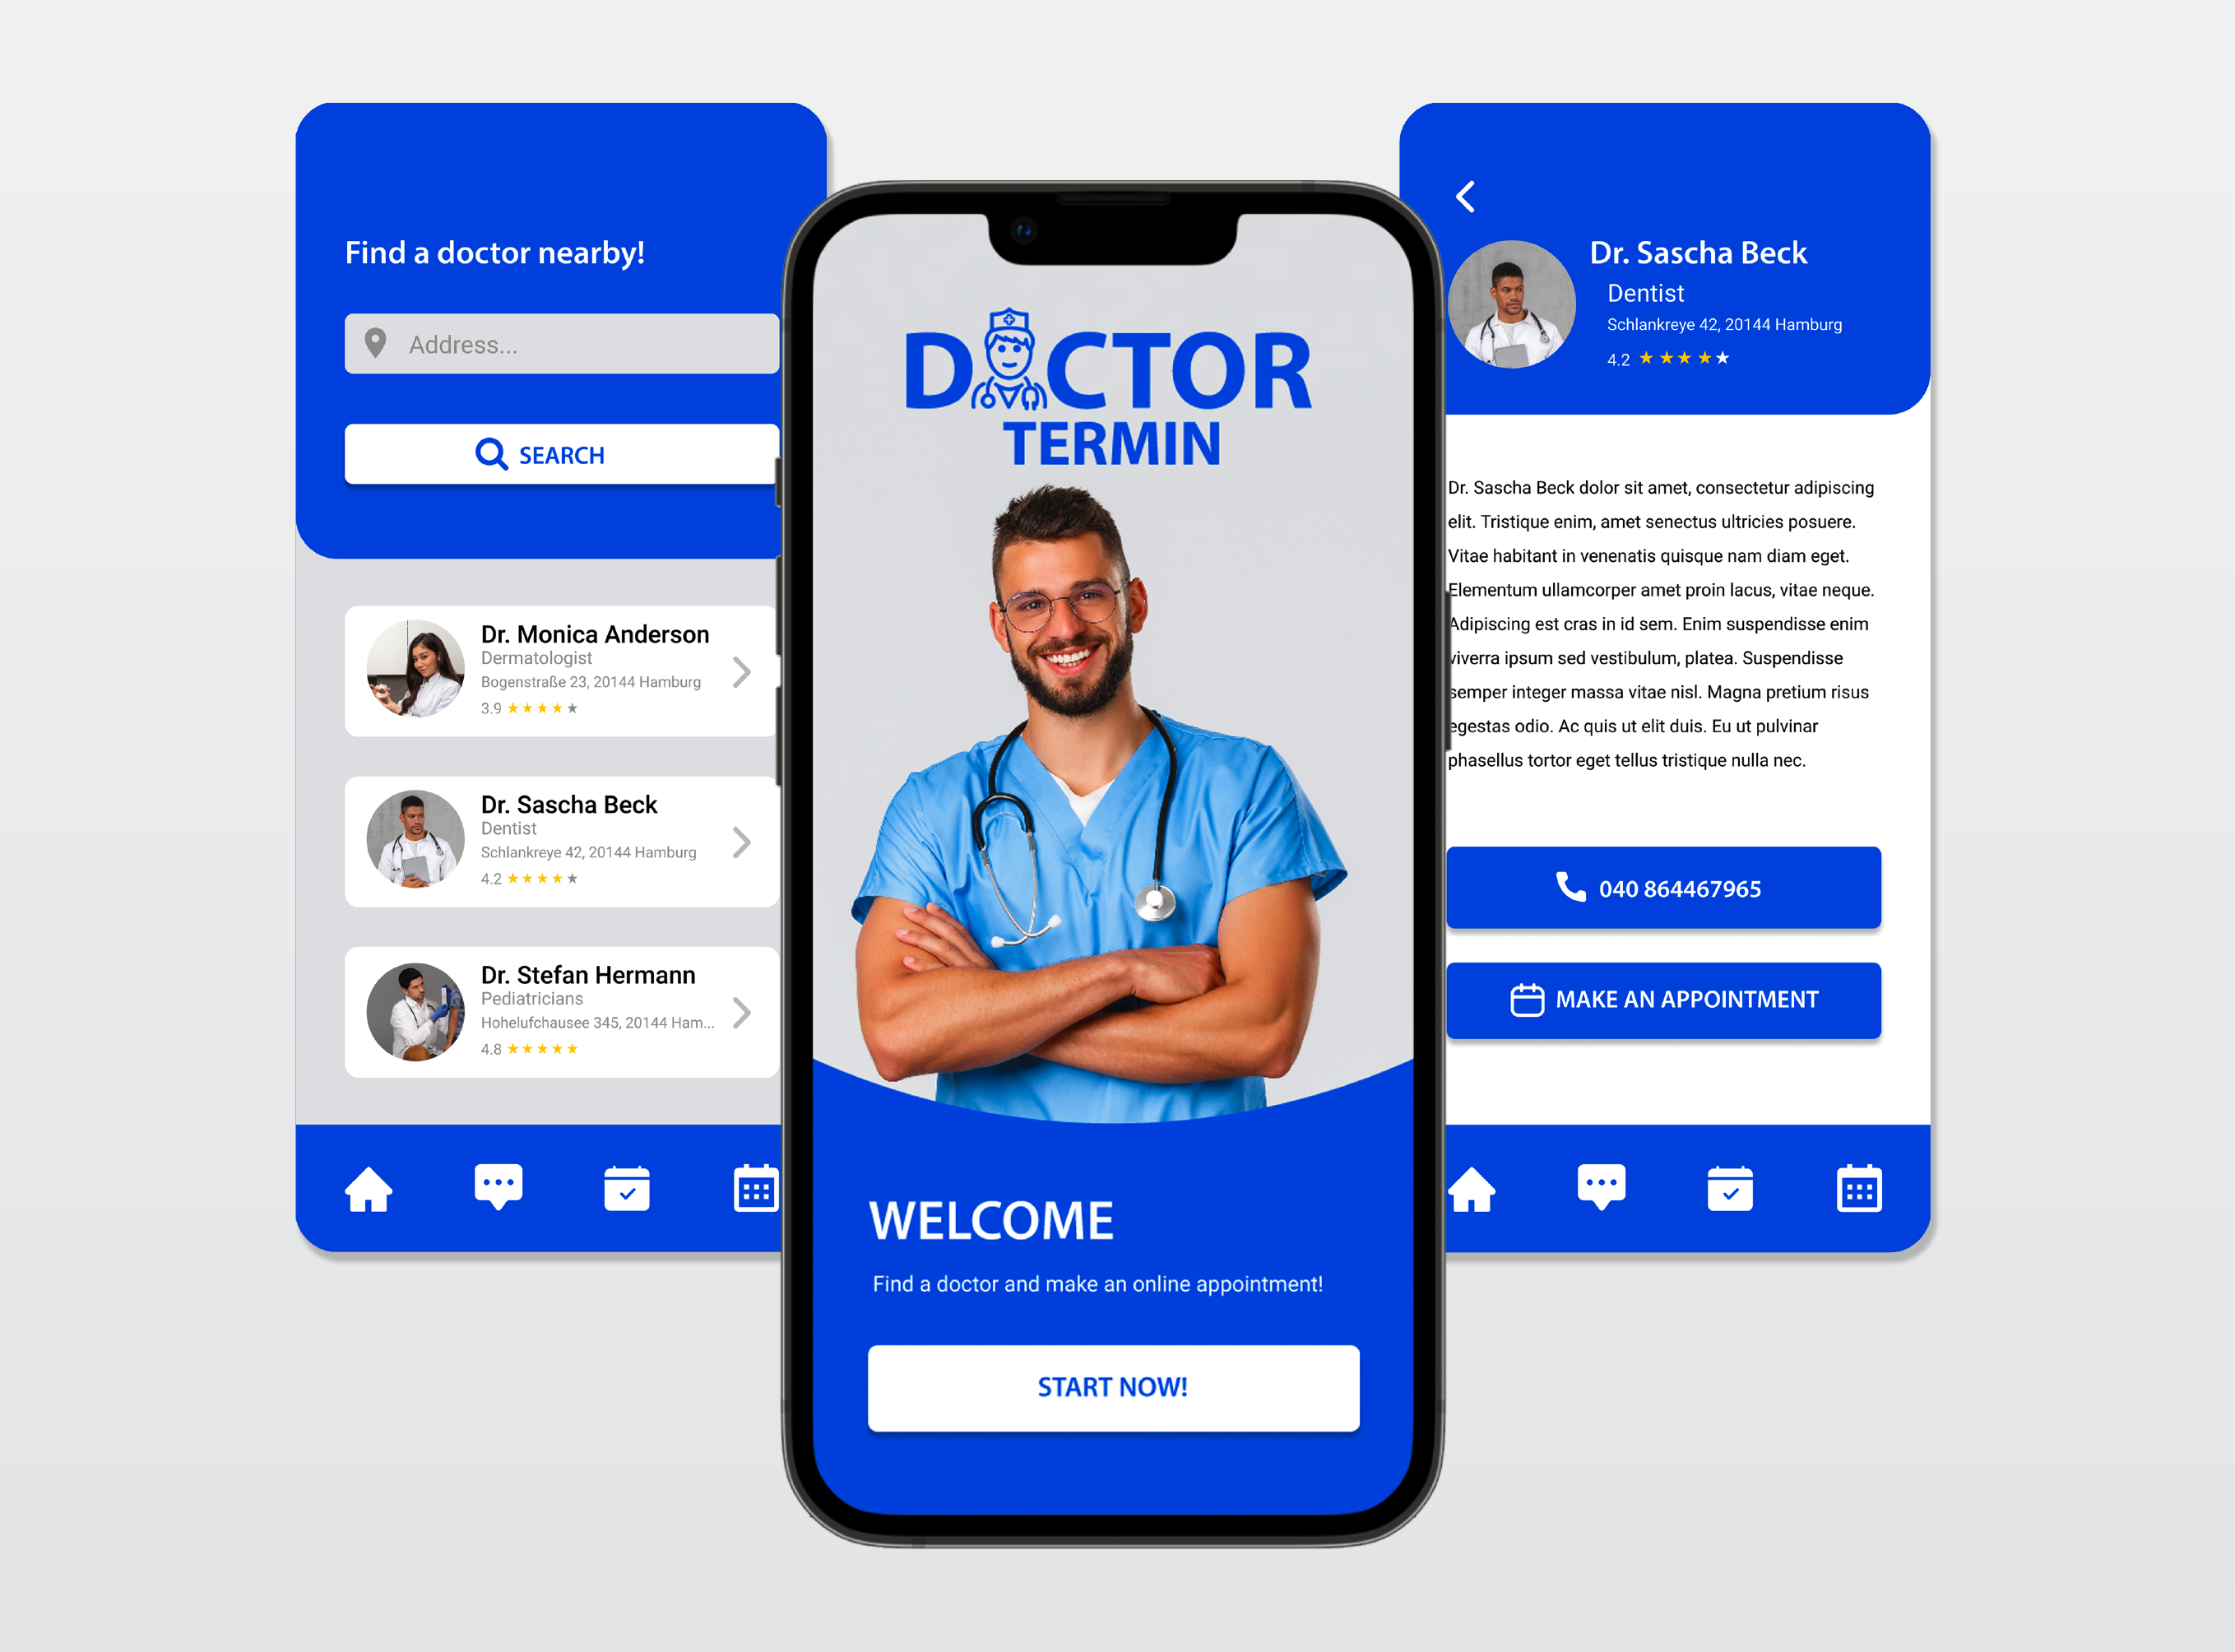 Find a doctor nearby!
Address...
SEARCH
Dr. Monica Anderson
Dermatologist
Bogenstraße 23, 20144 Hamburg
3.9
Dr. Sascha Beck
Dentist
Schlankreye 42, 20144 Hamburg
4.2
Dr. Stefan Hermann
Pediatricians
Hohelufchausee 345, 20144 Ham...
4.8
DOCTOR
TERMIN
WELCOME
Find a doctor and make an online appointment!
START NOW!
Dr. Sascha Beck
Dentist
Schlankreye 42, 20144 Hamburg
4.2
Dr. Sascha Beck dolor sit amet, consectetur adipiscing
elit. Tristique enim, amet senectus ultricies posuere.
Vitae habitant in venenatis quisque nam diam eget.
Elementum ullamcorper amet proin lacus, vitae neque.
Adipiscing est cras in id sem. Enim suspendisse enim
viverra ipsum sed vestibulum, platea. Suspendisse
semper integer massa vitae nisl. Magna pretium risus
egestas odio. Ac quis ut elit duis. Eu ut pulvinar
phasellus tortor eget tellus tristique nulla nec.
040 864467965
MAKE AN APPOINTMENT